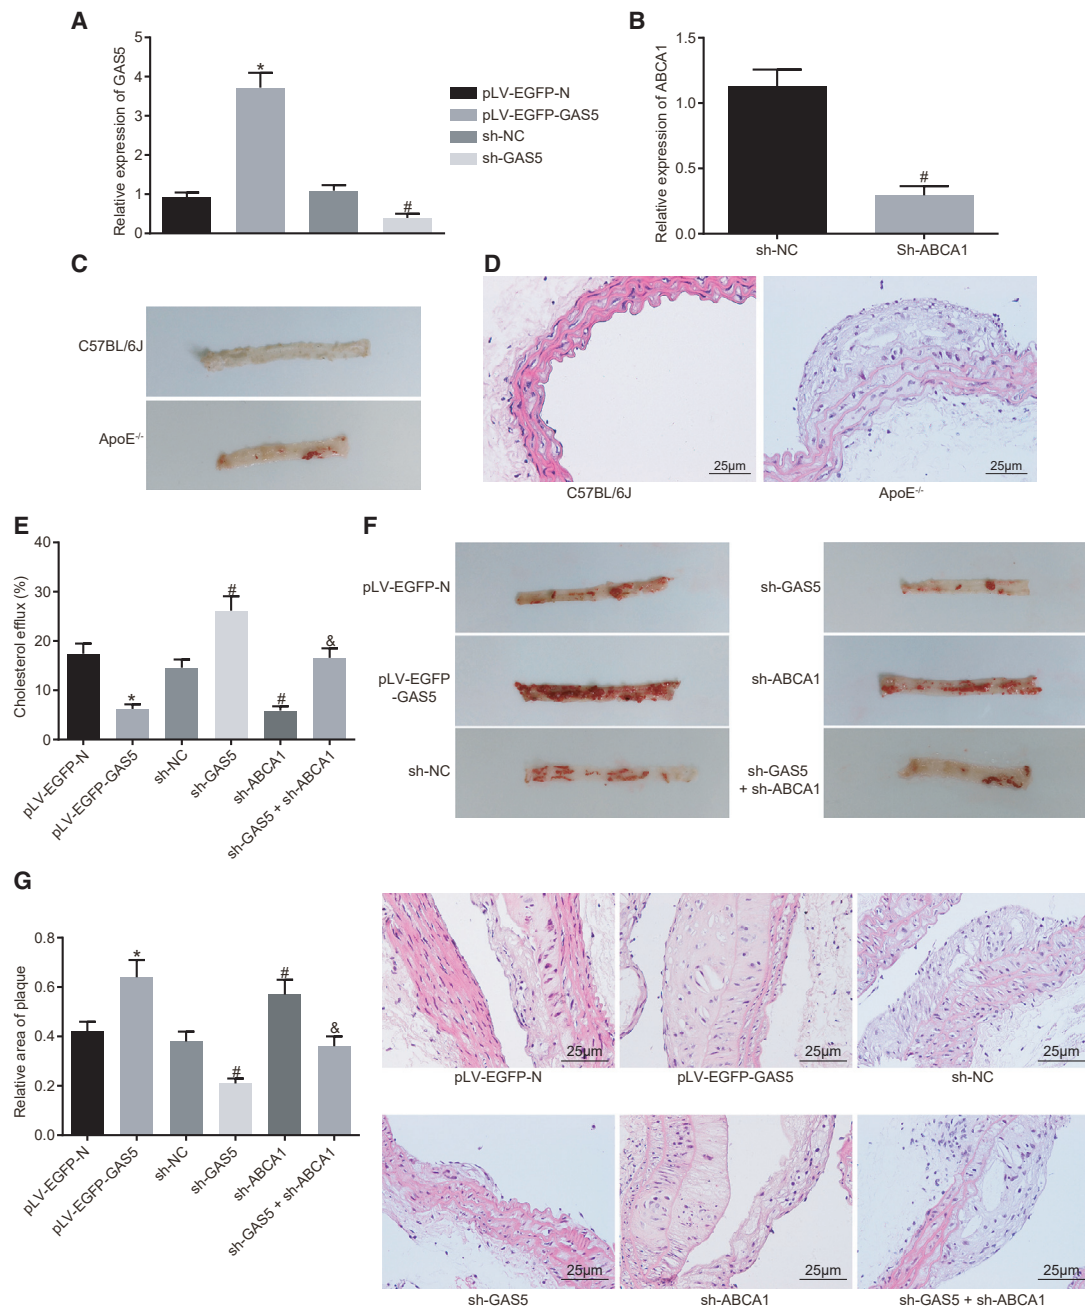 A
Relative expression of GAS5
5
4
3
2
1
0
*
#
pLV-EGFP-N
pLV-EGFP-GAS5
sh-NC
sh-GAS5
B
Relative expression of ABCA1
1.5
1.0
0.5
0.0
#
sh-NC
Sh-ABCA1
C
C57BL/6J
ApoE-/-
D
25μm
C57BL/6J
25μm
ApoE-/-
E
Cholesterol efflux (%)
40
30
20
10
0
*
#
#
&
pLV-EGFP-N
pLV-EGFP-GAS5
sh-NC
sh-GAS5
sh-ABCA1
sh-GAS5 + sh-ABCA1
F
pLV-EGFP-N
pLV-EGFP
-GAS5
sh-NC
sh-GAS5
sh-ABCA1
sh-GAS5
+ sh-ABCA1
G
Relative area of plaque
0.8
0.6
0.4
0.2
0.0
*
#
#
&
pLV-EGFP-N
pLV-EGFP-GAS5
sh-NC
sh-GAS5
sh-ABCA1
sh-GAS5 + sh-ABCA1
25μm
pLV-EGFP-N
25μm
pLV-EGFP-GAS5
25μm
sh-NC
25μm
sh-GAS5
25μm
sh-ABCA1
25μm
sh-GAS5 + sh-ABCA1